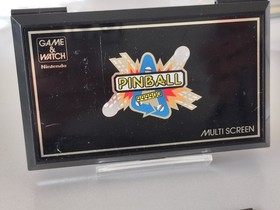 GAME &
WATCH
Nintendo
PINBALL
MULTI SCREEN